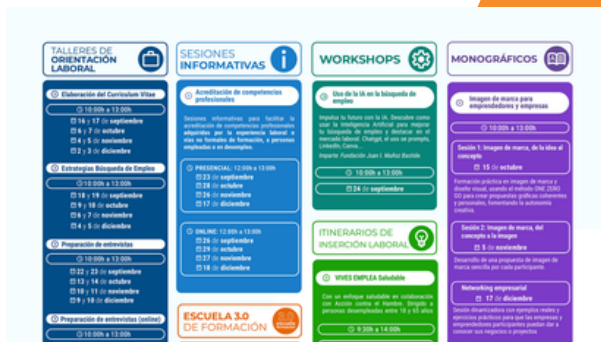 TALLERES DE
ORIENTACIÓN
LABORAL
Elaboración del Curriculum Vitae
10:00h a 13:00h
16 y 17 de septiembre
6 y 7 de octubre
4 y 5 de noviembre
2 y 3 de diciembre
Estrategias Búsqueda de Empleo
10:00h a 13:00h
18 y 19 de septiembre
9 y 10 de octubre
6 y 7 de noviembre
4 y 5 de diciembre
Preparación de entrevistas
10:00h a 13:00h
22 y 23 de septiembre
13 y 14 de octubre
10 y 11 de noviembre
9 y 10 de diciembre
Preparación de entrevistas (online)
10:00h a 13:00h
SESIONES
INFORMATIVAS
Acreditación de competencias
profesionales
Sesiones informativas para facilitar la
acreditación de competencias profesionales
adquiridas por la experiencia laboral o
vías no formales de formación, a personas
empleadas o en desempleo.
PRESENCIAL: 12:00h a 13:00h
23 de septiembre
28 de octubre
26 de noviembre
17 de diciembre
ONLINE: 12:00h a 13:00h
26 de septiembre
29 de octubre
27 de noviembre
18 de diciembre
ESCUELA 3.0
DE FORMACIÓN
WORKSHOPS
Uso de la IA en la búsqueda de
empleo
Impulsa tu futuro con la IA. Descubre como
usar la Inteligencia Artificial para mejorar
tu búsqueda de empleo y destacar en el
mercado laboral. Chatgpt, el uso de prompts,
LinkedIn, Canva...
Imparte: Fundación Juan J. Muñoz Bastide.
10:00h a 13:00h
24 de septiembre
ITINERARIOS DE
INSERCIÓN LABORAL
VIVES EMPLEA Saludable
Con un enfoque saludable en colaboración
con Acción contra el Hambre. Dirigido a
personas desempleadas entre 18 y 65 años
9:30h a 14:00h
MONOGRÁFICOS
Imagen de marca para
emprendedores y empresas
10:00h a 13:00h
Sesión 1: Imagen de marca, de la idea al
concepto
15 de octubre
Formación práctica en imagen de marca y
diseño visual, usando el método ONE ZERO
GO para crear propuestas gráficas coherentes
y personales, fomentando la autonomía
creativa.
Sesión 2: Imagen de marca, del
concepto a la imagen
5 de noviembre
Desarrollo de una propuesta de imagen de
marca sencilla por cada participante.
Networking empresarial
17 de diciembre
Sesión dinamizadora con ejemplos reales y
ejercicios prácticos para que las empresas y
emprendedores participantes puedan dar a
conocer sus negocios o proyectos